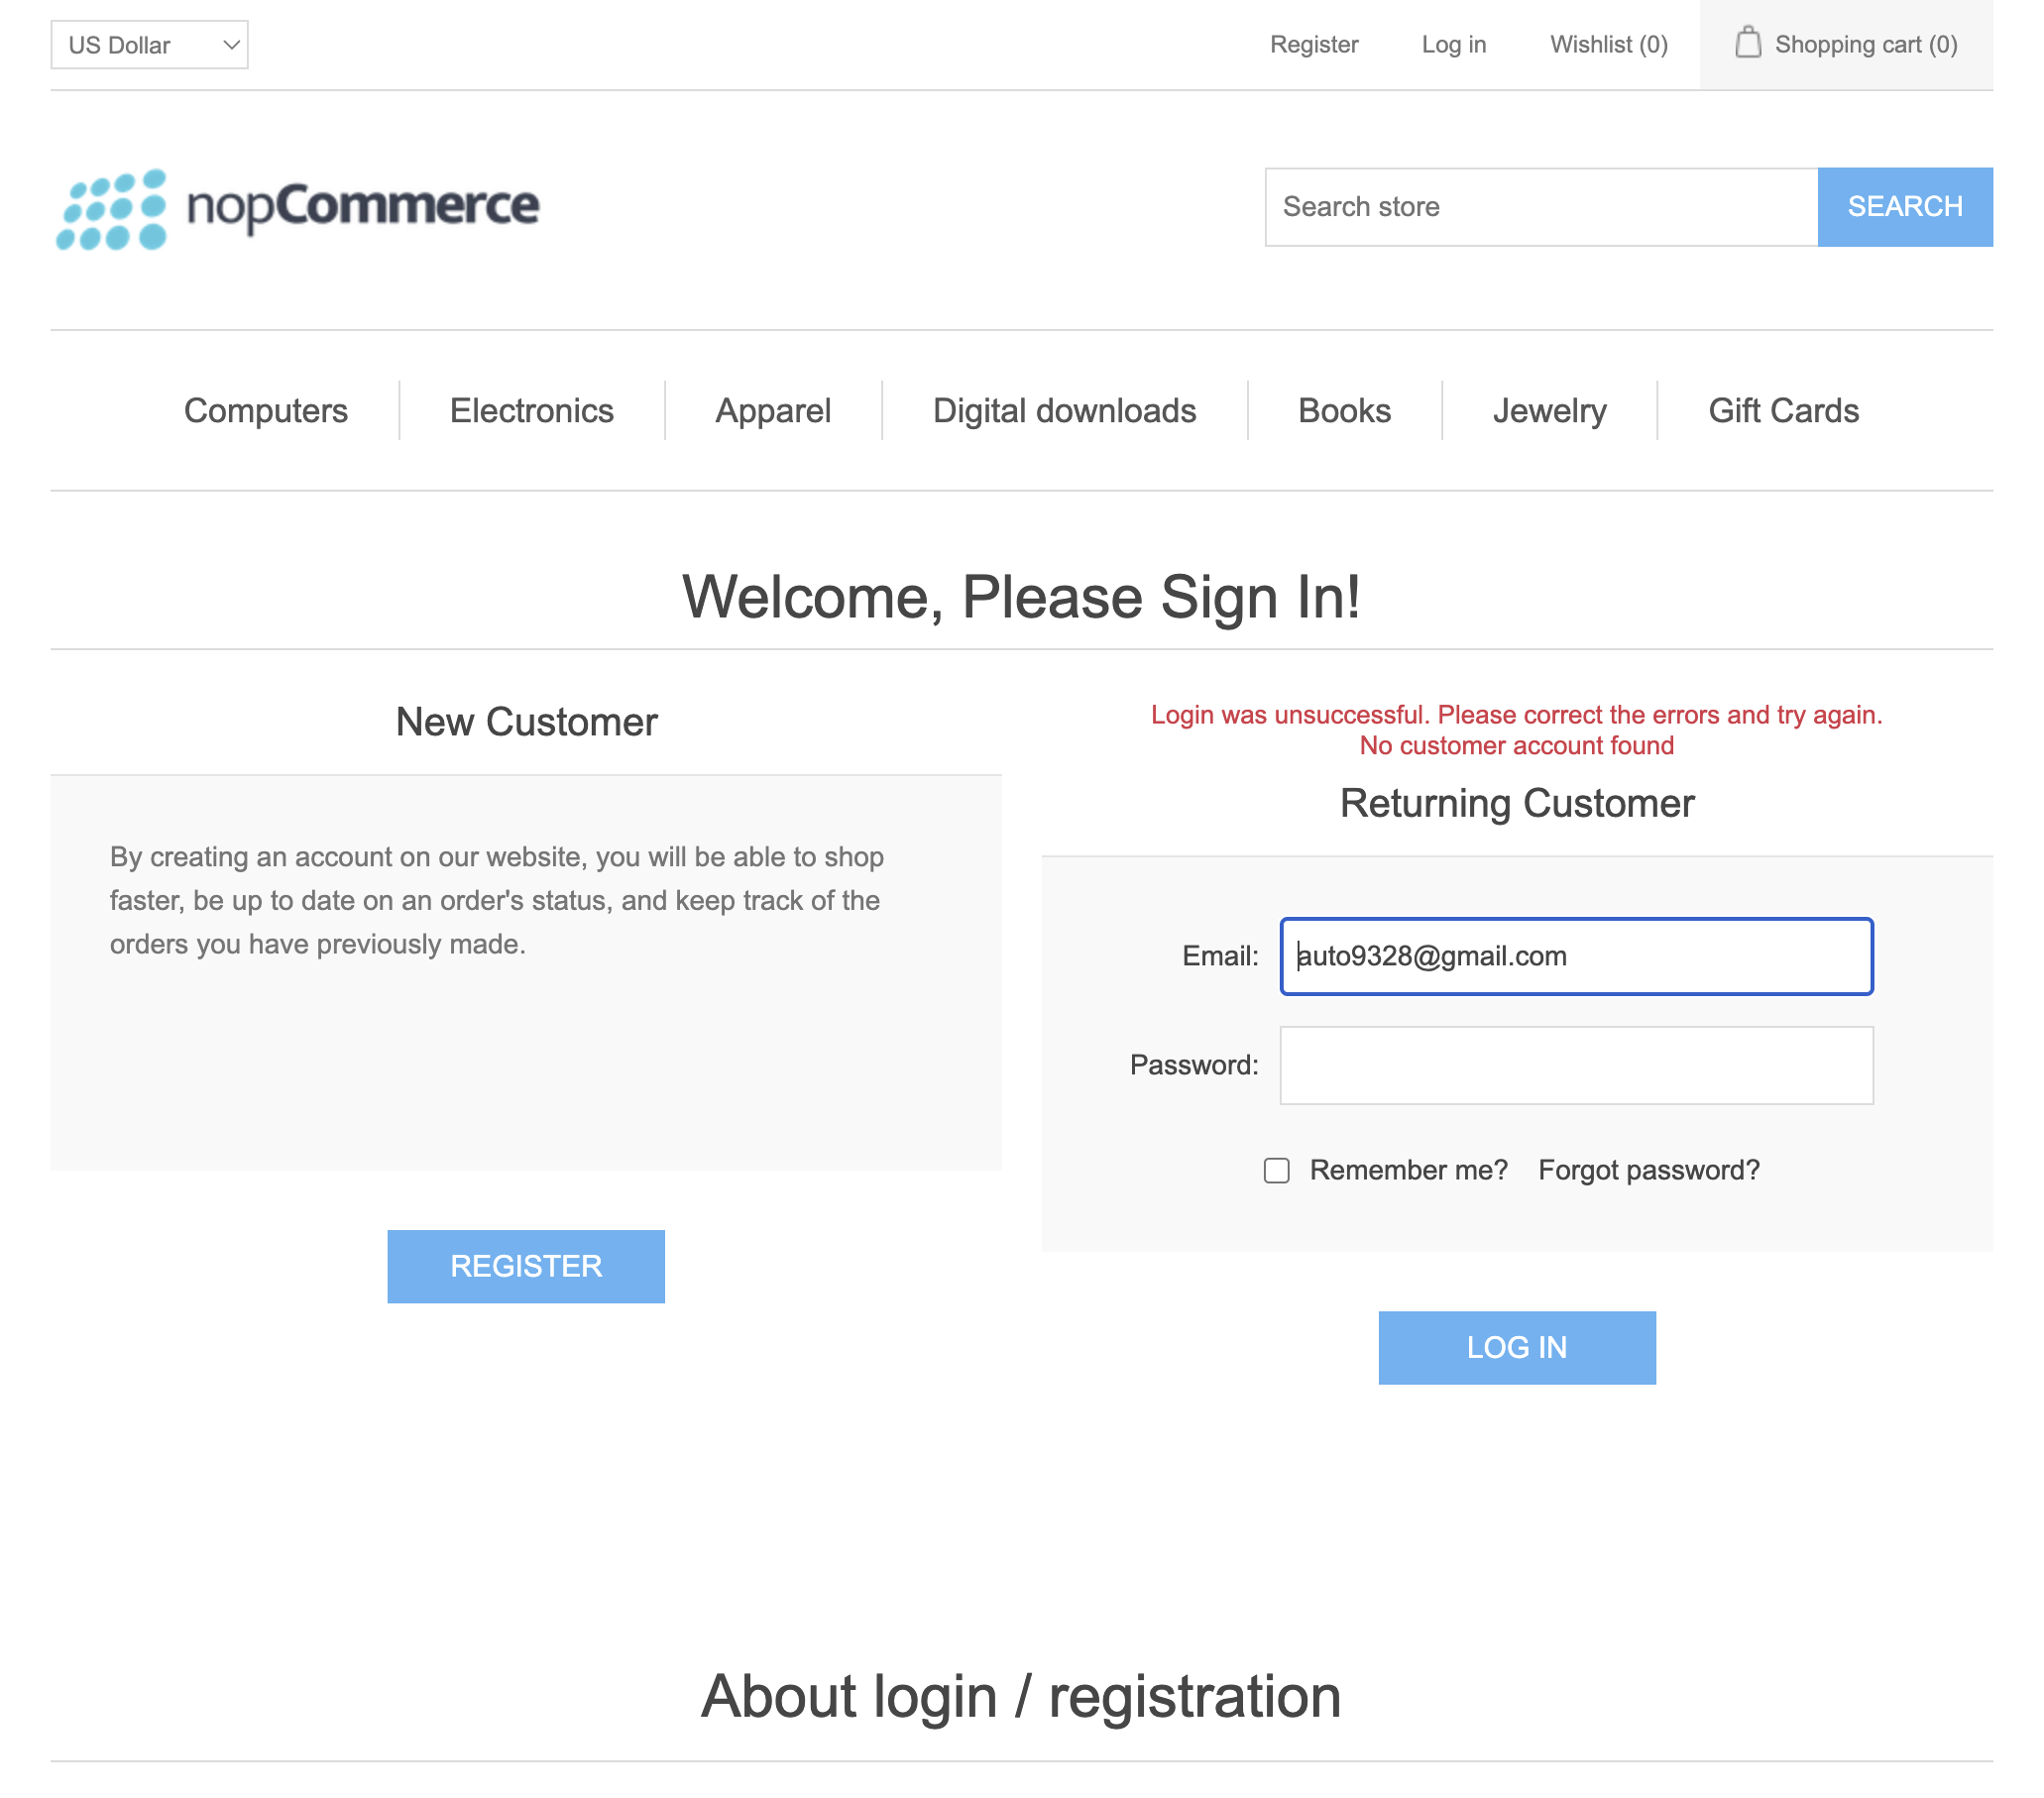 US Dollar
Register
Log in
Wishlist (0)
Shopping cart (0)
nopCommerce
Search store
SEARCH
Computers
Electronics
Apparel
Digital downloads
Books
Jewelry
Gift Cards
Welcome, Please Sign In!
New Customer
By creating an account on our website, you will be able to shop
faster, be up to date on an order's status, and keep track of the
orders you have previously made.
REGISTER
Login was unsuccessful. Please correct the errors and try again.
No customer account found
Returning Customer
Email:
auto9328@gmail.com
Password:
Remember me?
Forgot password?
LOG IN
About login / registration